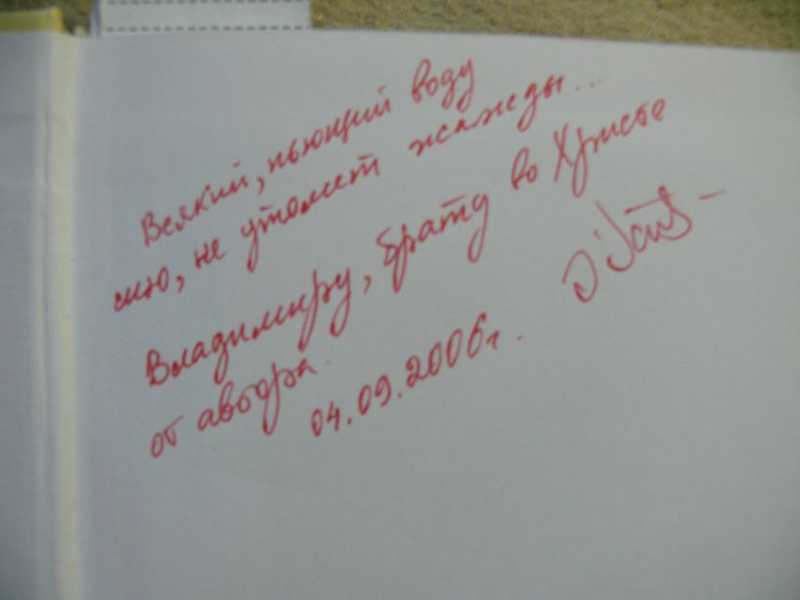 Всякий, пьющий воду
сию, не утолит жажды...
Владимиру, брату во Христе
от автора.
04.09.2006г.